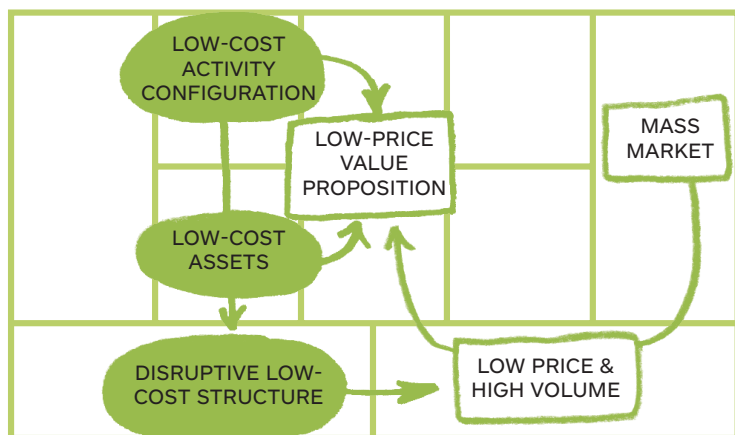 LOW-COST
ACTIVITY
CONFIGURATION
LOW-PRICE
VALUE
PROPOSITION
MASS
MARKET
LOW-COST
ASSETS
DISRUPTIVE LOW-
COST STRUCTURE
LOW PRICE &
HIGH VOLUME